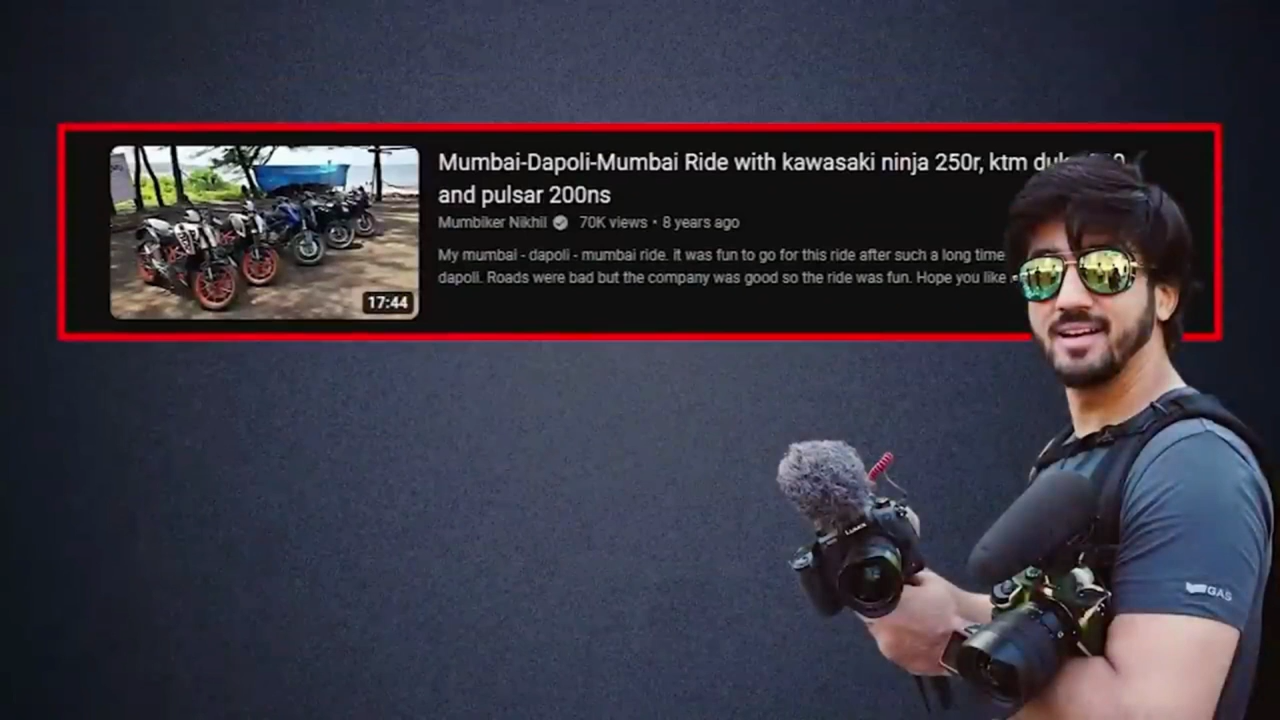 Mumbai-Dapoli-Mumbai Ride with kawasaki ninja 250r, ktm
and pulsar 200ns
Mumbiker Nikhil 70K views • 8 years ago
My mumbai - dapoli - mumbai ride. it was fun to go for this ride after such a long time
dapoli. Roads were bad but the company was good so the ride was fun. Hope you like
17:44
LUMIX
GAS